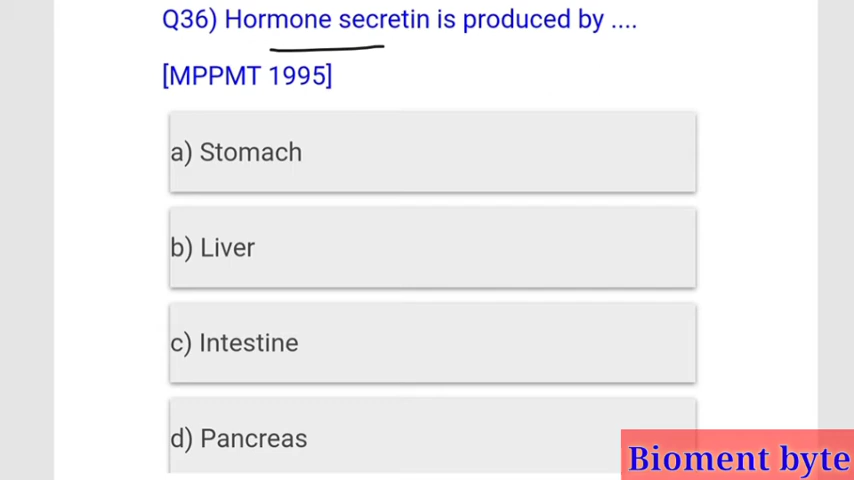 Q36) Hormone secretin is produced by ....
[MPPMT 1995]
a) Stomach
b) Liver
c) Intestine
d) Pancreas
Bioment byte